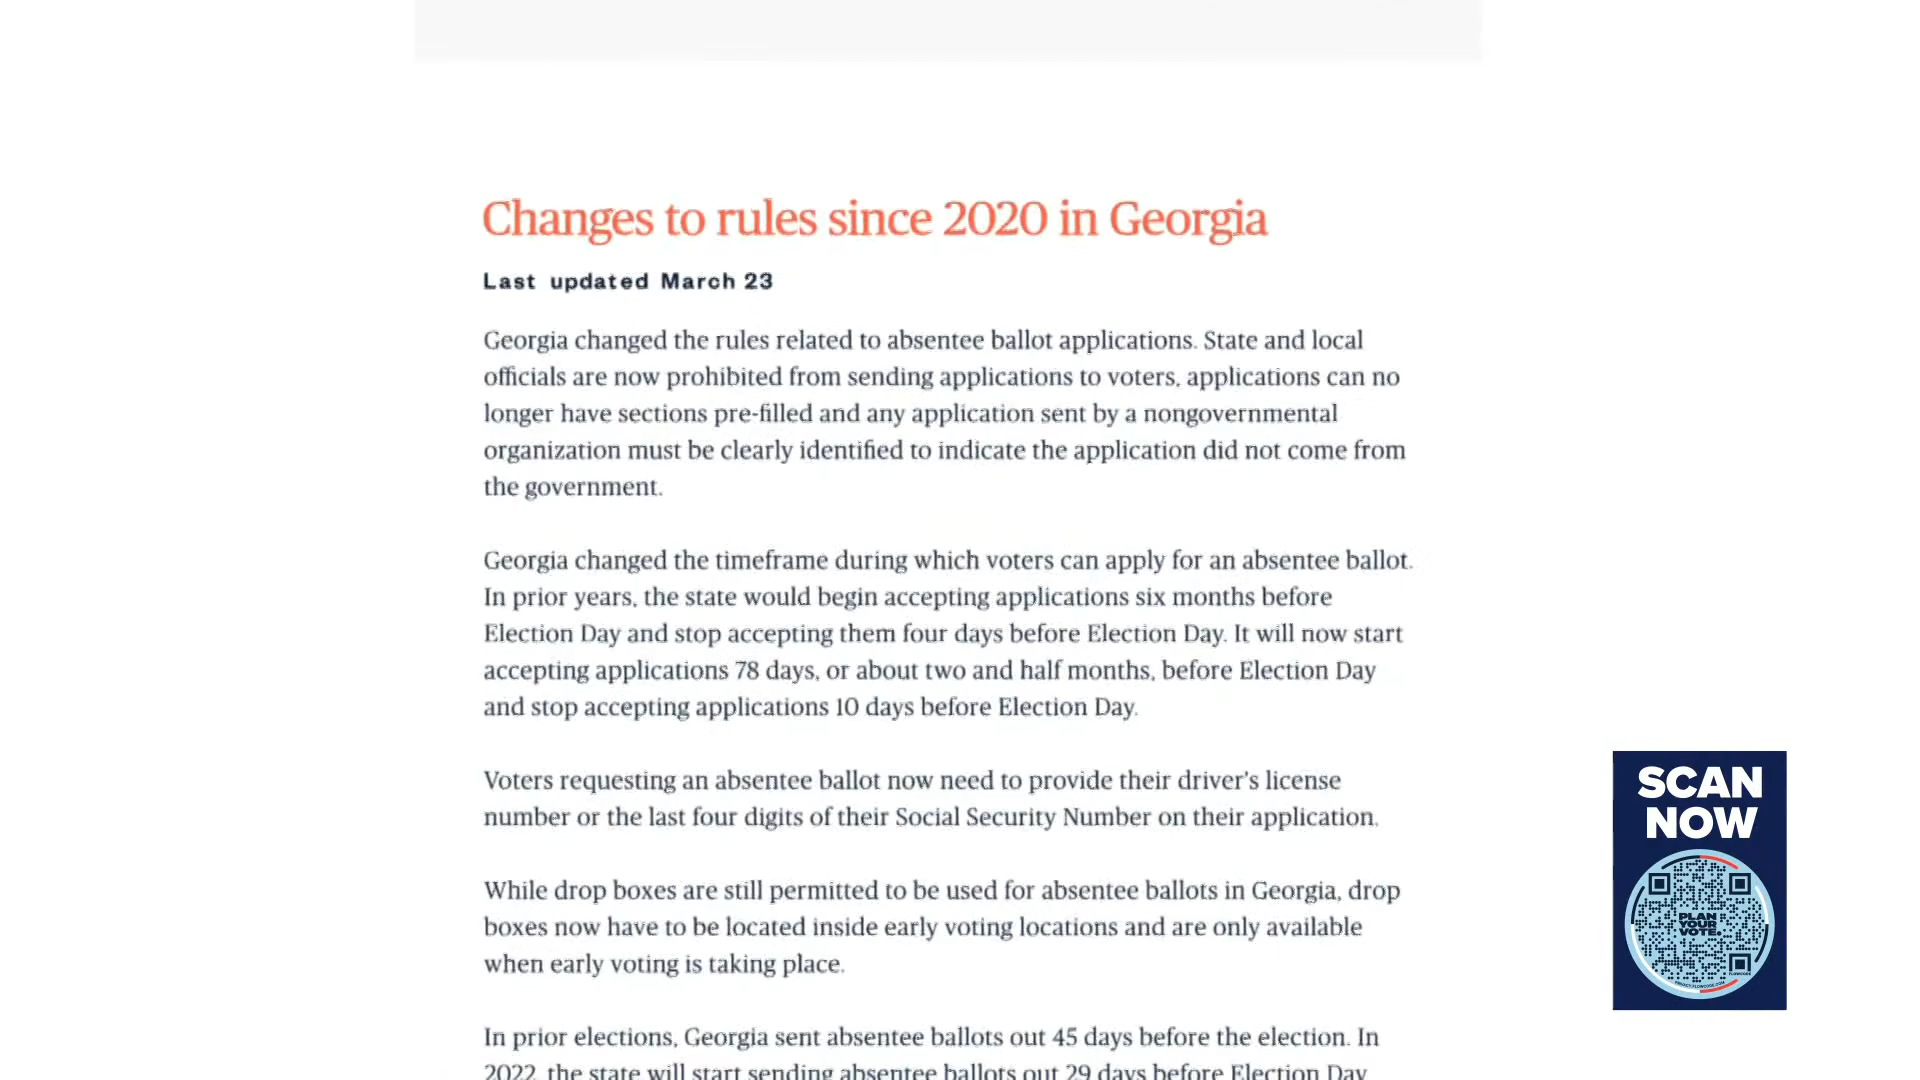 Changes to rules since 2020 in Georgia
Last updated March 23
Georgia changed the rules related to absentee ballot applications. State and local
officials are now prohibited from sending applications to voters, applications can no
longer have sections pre-filled and any application sent by a nongovernmental
organization must be clearly identified to indicate the application did not come from
the government.
Georgia changed the timeframe during which voters can apply for an absentee ballot.
In prior years, the state would begin accepting applications six months before
Election Day and stop accepting them four days before Election Day. It will now start
accepting applications 78 days, or about two and half months, before Election Day
and stop accepting applications 10 days before Election Day.
Voters requesting an absentee ballot now need to provide their driver's license
number or the last four digits of their Social Security Number on their application.
While drop boxes are still permitted to be used for absentee ballots in Georgia, drop
boxes now have to be located inside early voting locations and are only available
when early voting is taking place.
In prior elections, Georgia sent absentee ballots out 45 days before the election. In
2022, the state will start sending absentee ballots out 29 days before Election Day
SCAN
NOW
PLAN
YOUR
VOTE.
FLOWCODE
PRIVACY.FLOWCODE.COM